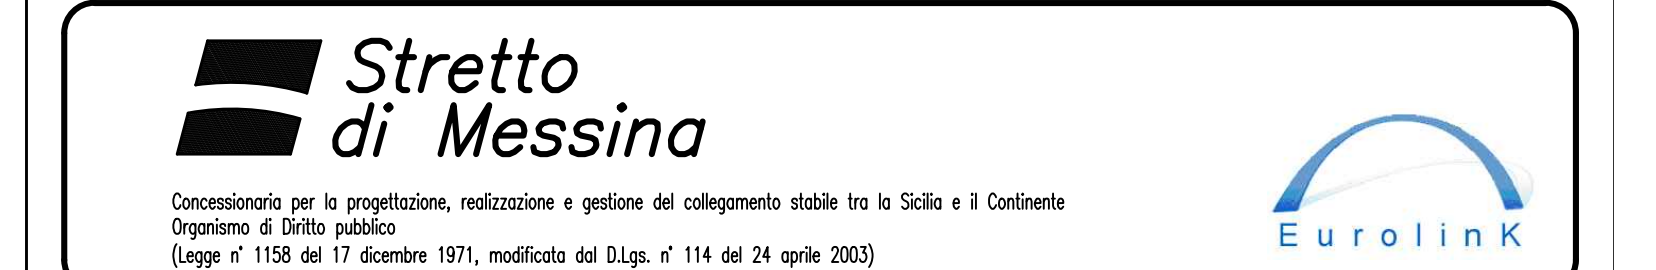 Stretto
di Messina
Concessionaria per la progettazione, realizzazione e gestione del collegamento stabile tra la Sicilia e il Continente
Organismo di Diritto pubblico
(Legge n° 1158 del 17 dicembre 1971, modificata dal D.Lgs. n° 114 del 24 aprile 2003)
EurolinK